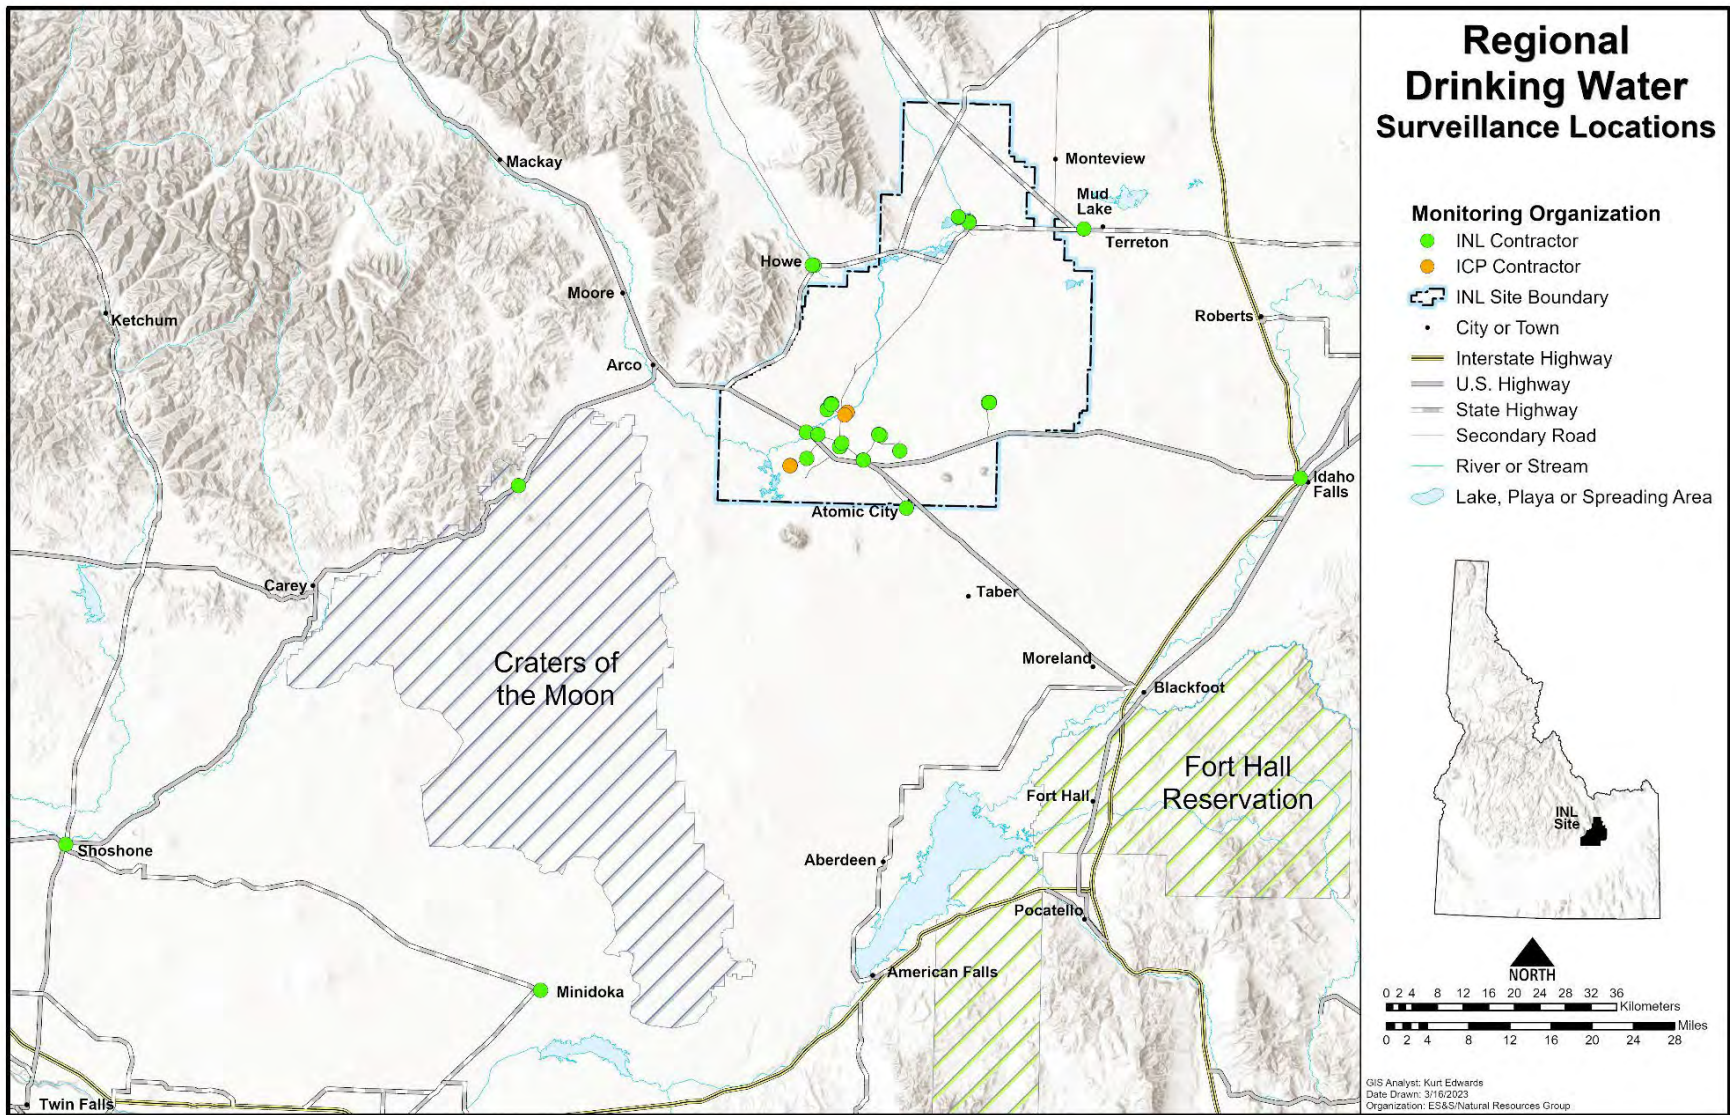 Regional
Drinking Water
Surveillance Locations
Monitoring Organization
INL Contractor
ICP Contractor
INL Site Boundary
City or Town
Interstate Highway
U.S. Highway
State Highway
Secondary Road
River or Stream
Lake, Playa or Spreading Area
Mackay
Monteview
Mud
Lake
Terreton
Howe
Moore
Ketchum
Roberts
Arco
Idaho
Falls
Atomic City
Carey
Taber
Craters of
the Moon
Moreland
Blackfoot
Fort Hall
Reservation
Fort Hall
Shoshone
Aberdeen
Pocatello
American Falls
Minidoka
Twin Falls
INL
Site
NORTH
0 2 4 8 12 16 20 24 28 32 36
Kilometers
Miles
0 2 4 8 12 16 20 24 28
GIS Analyst: Kurt Edwards
Date Drawn: 3/16/2023
Organization: ES&S/Natural Resources Group